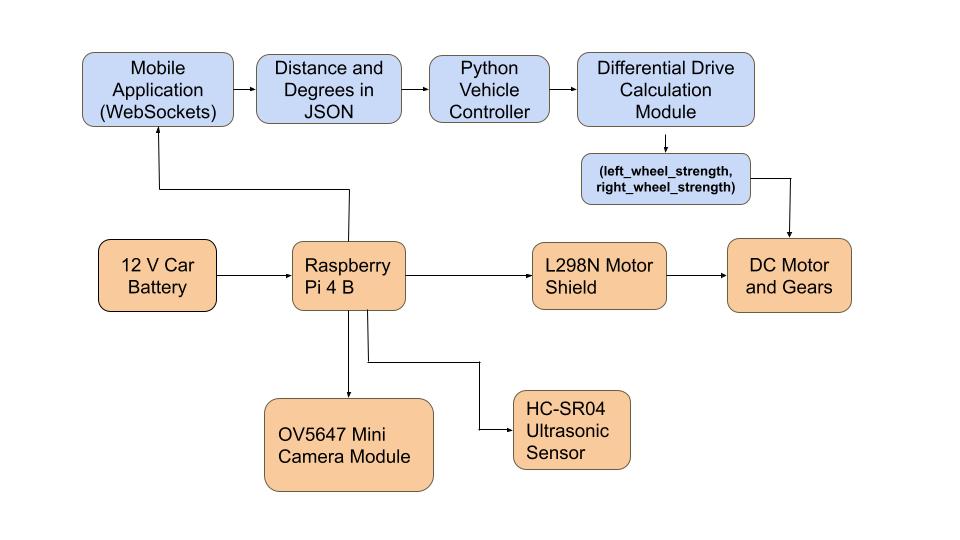 Mobile
Application
(WebSockets)
Distance and
Degrees in
JSON
Python
Vehicle
Controller
Differential Drive
Calculation
Module
(left_wheel_strength,
right_wheel_strength)
12 V Car
Battery
Raspberry
Pi 4 B
L298N Motor
Shield
DC Motor
and Gears
OV5647 Mini
Camera Module
HC-SR04
Ultrasonic
Sensor